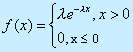 f(x) = { λe^{-λx}, x > 0
0, x ≤ 0